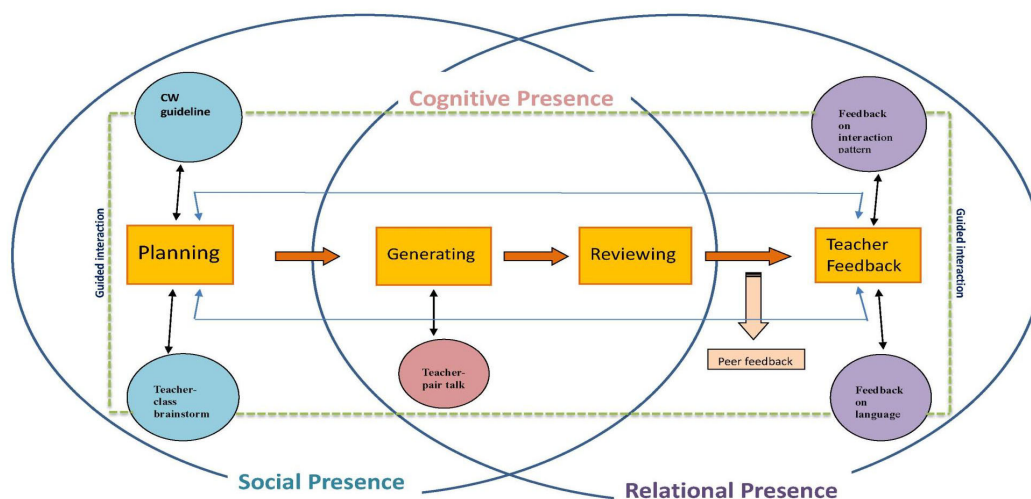 CW
guideline
Cognitive Presence
Feedback
on
interaction
pattern
Guided interaction
Planning
Generating
Reviewing
Teacher
Feedback
Guided interaction
Teacher-
class
brainstorm
Teacher-
pair talk
Peer feedback
Feedback
on
language
Social Presence
Relational Presence